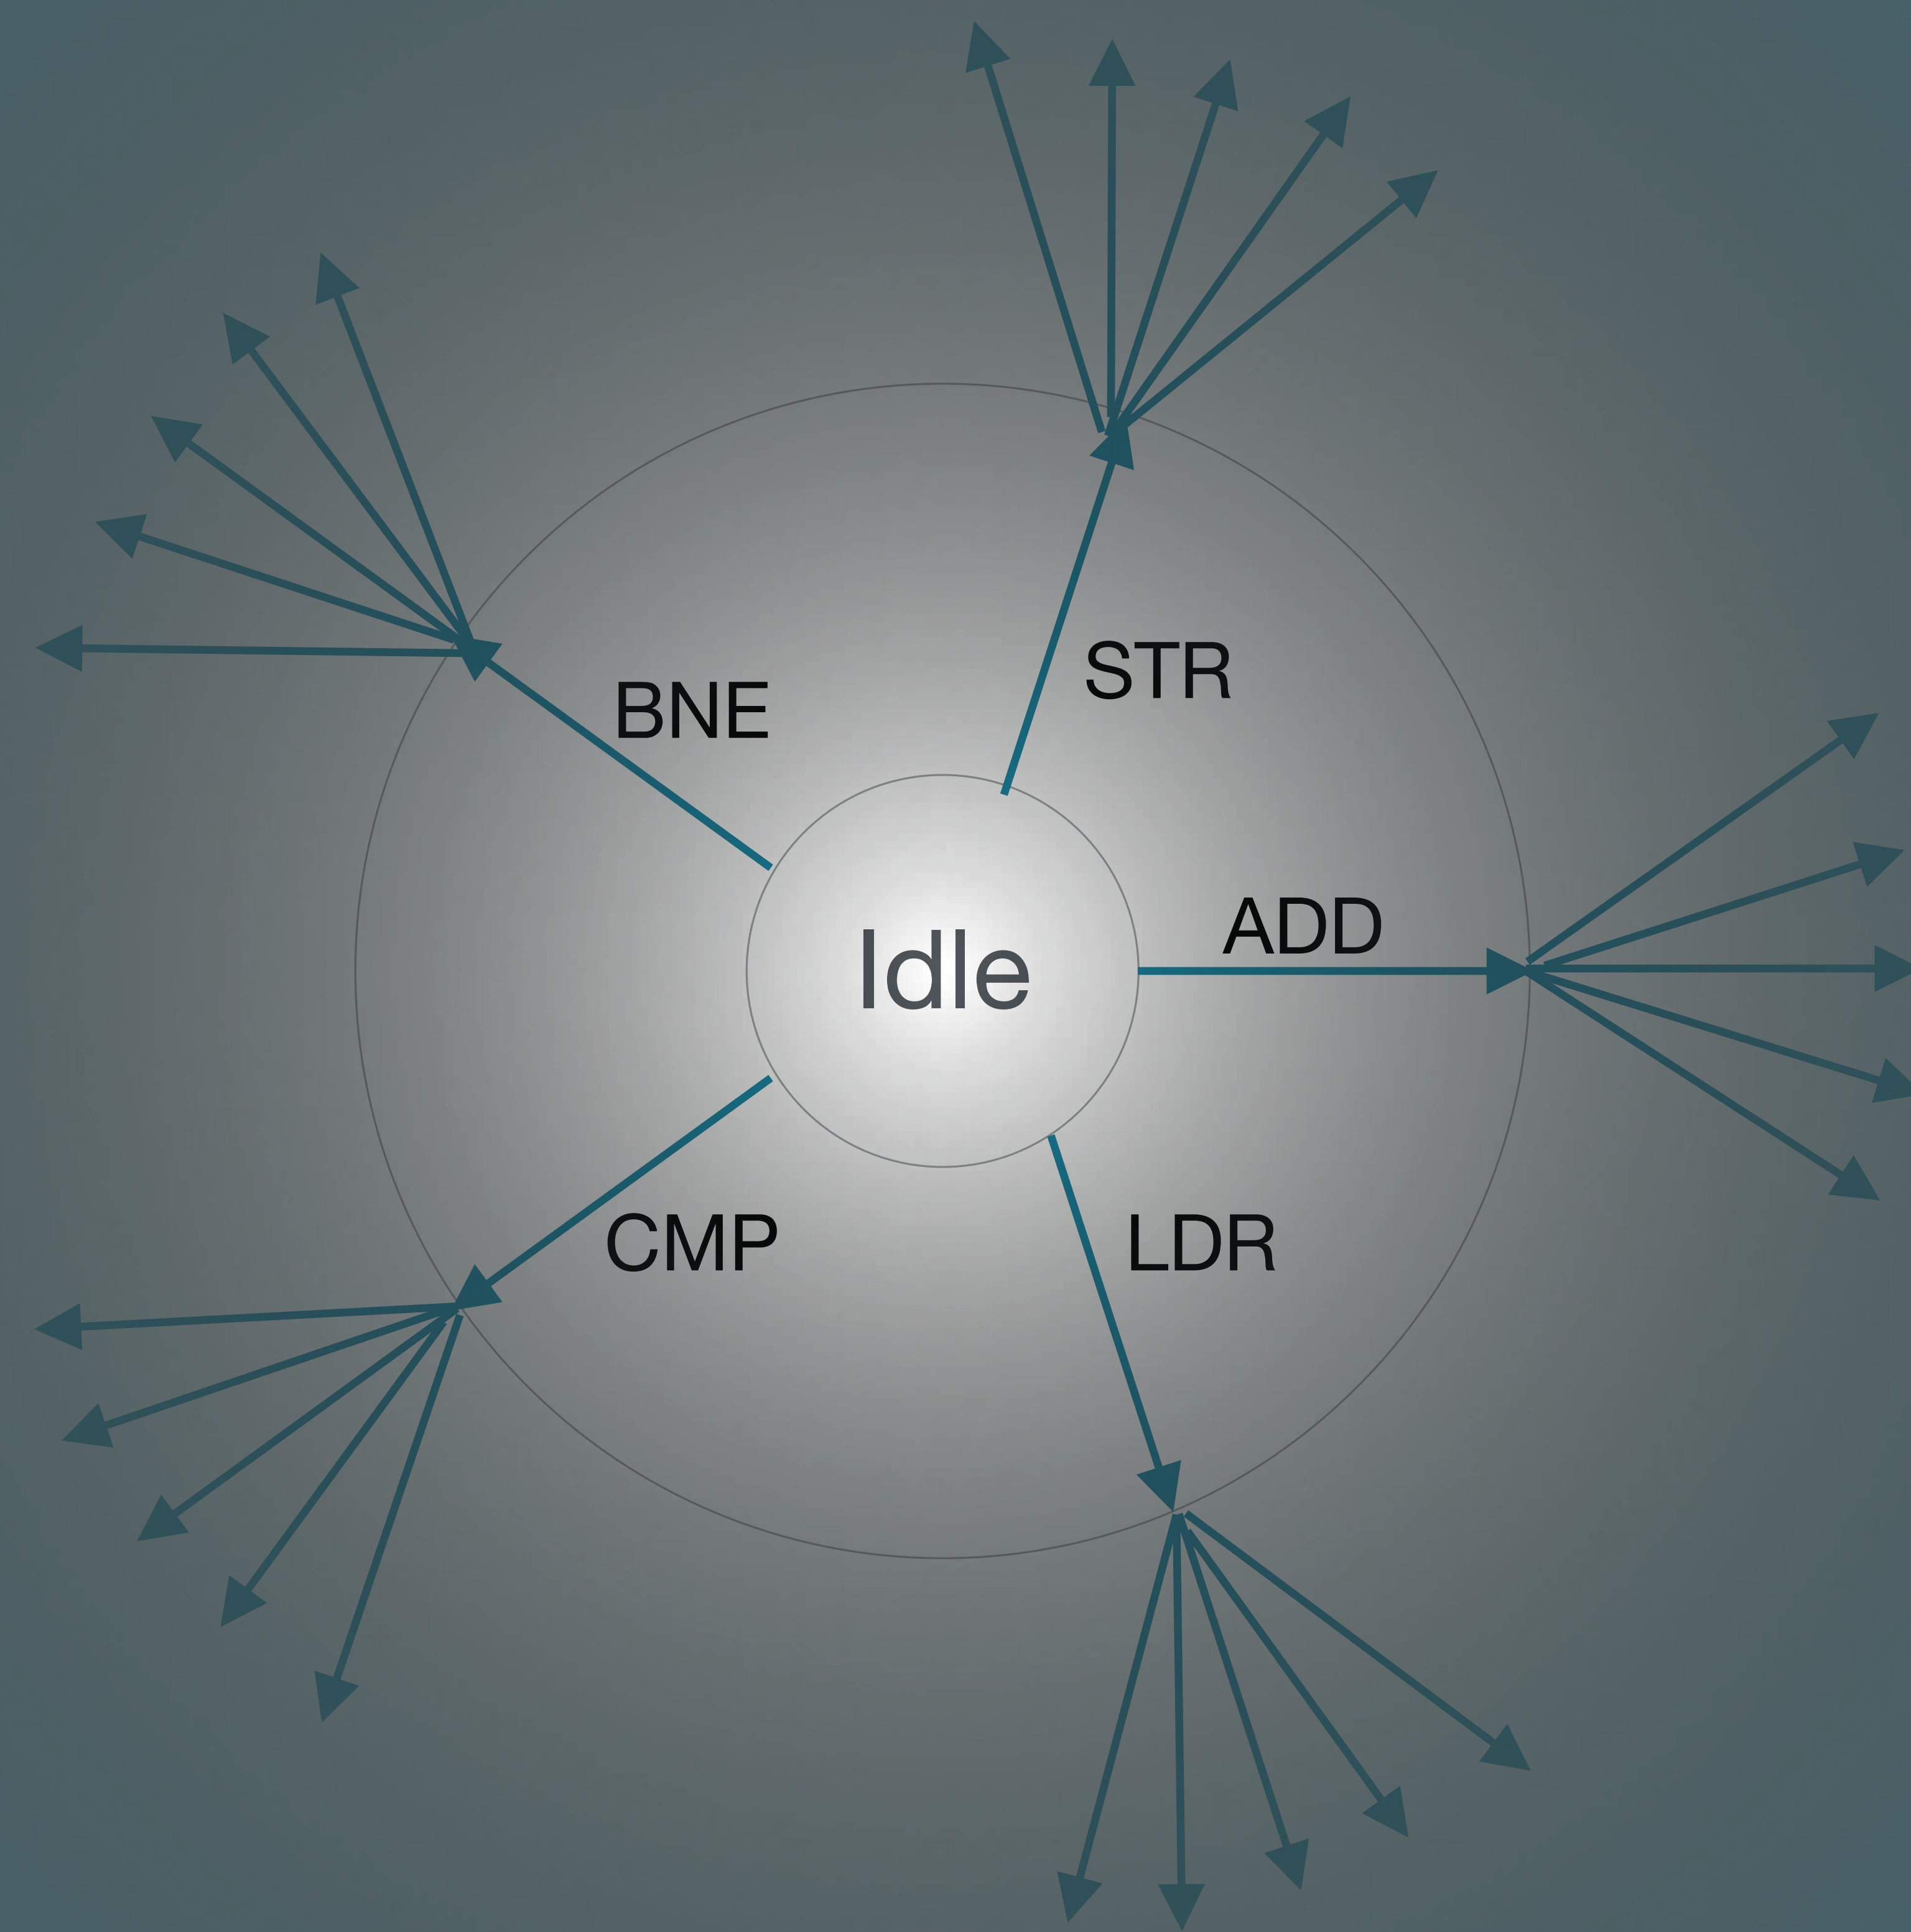 STR
BNE
ADD
Idle
CMP
LDR